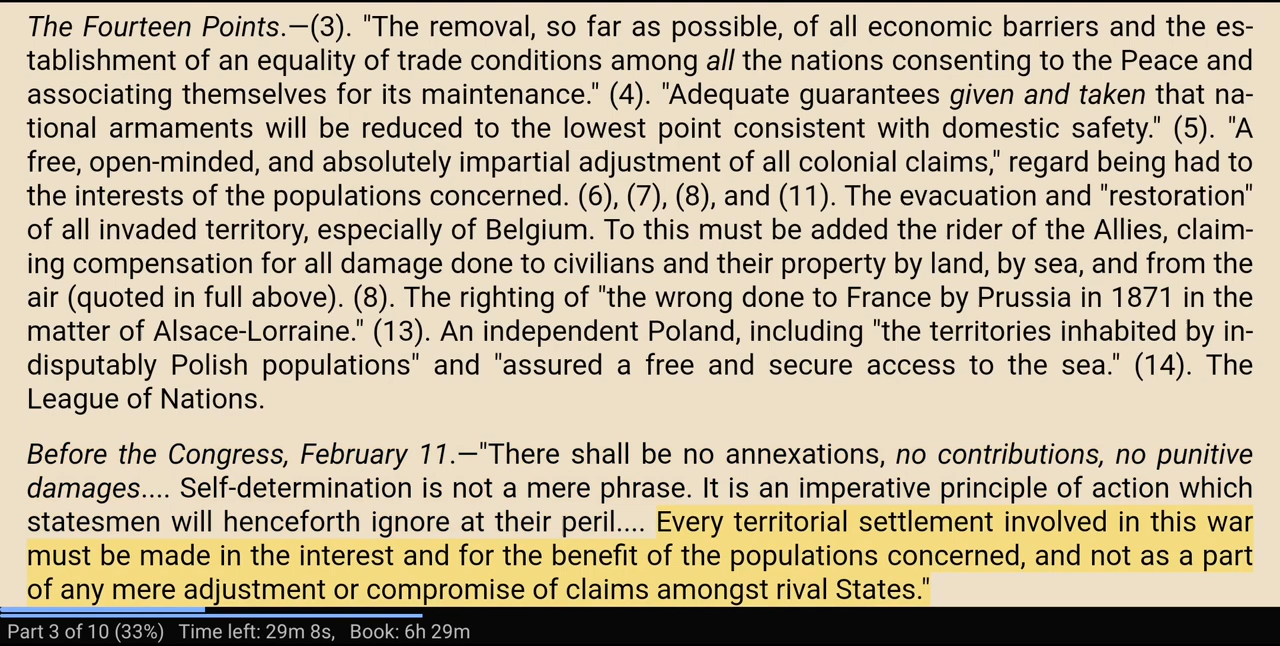 The Fourteen Points.—(3). "The removal, so far as possible, of all economic barriers and the es-
tablishment of an equality of trade conditions among all the nations consenting to the Peace and
associating themselves for its maintenance." (4). "Adequate guarantees given and taken that na-
tional armaments will be reduced to the lowest point consistent with domestic safety." (5). "A
free, open-minded, and absolutely impartial adjustment of all colonial claims," regard being had to
the interests of the populations concerned. (6), (7), (8), and (11). The evacuation and "restoration"
of all invaded territory, especially of Belgium. To this must be added the rider of the Allies, claim-
ing compensation for all damage done to civilians and their property by land, by sea, and from the
air (quoted in full above). (8). The righting of "the wrong done to France by Prussia in 1871 in the
matter of Alsace-Lorraine." (13). An independent Poland, including "the territories inhabited by in-
disputably Polish populations" and "assured a free and secure access to the sea." (14). The
League of Nations.
Before the Congress, February 11.—"There shall be no annexations, no contributions, no punitive
damages.... Self-determination is not a mere phrase. It is an imperative principle of action which
statesmen will henceforth ignore at their peril.... Every territorial settlement involved in this war
must be made in the interest and for the benefit of the populations concerned, and not as a part
of any mere adjustment or compromise of claims amongst rival States."
Part 3 of 10 (33%) Time left: 29m 8s, Book: 6h 29m